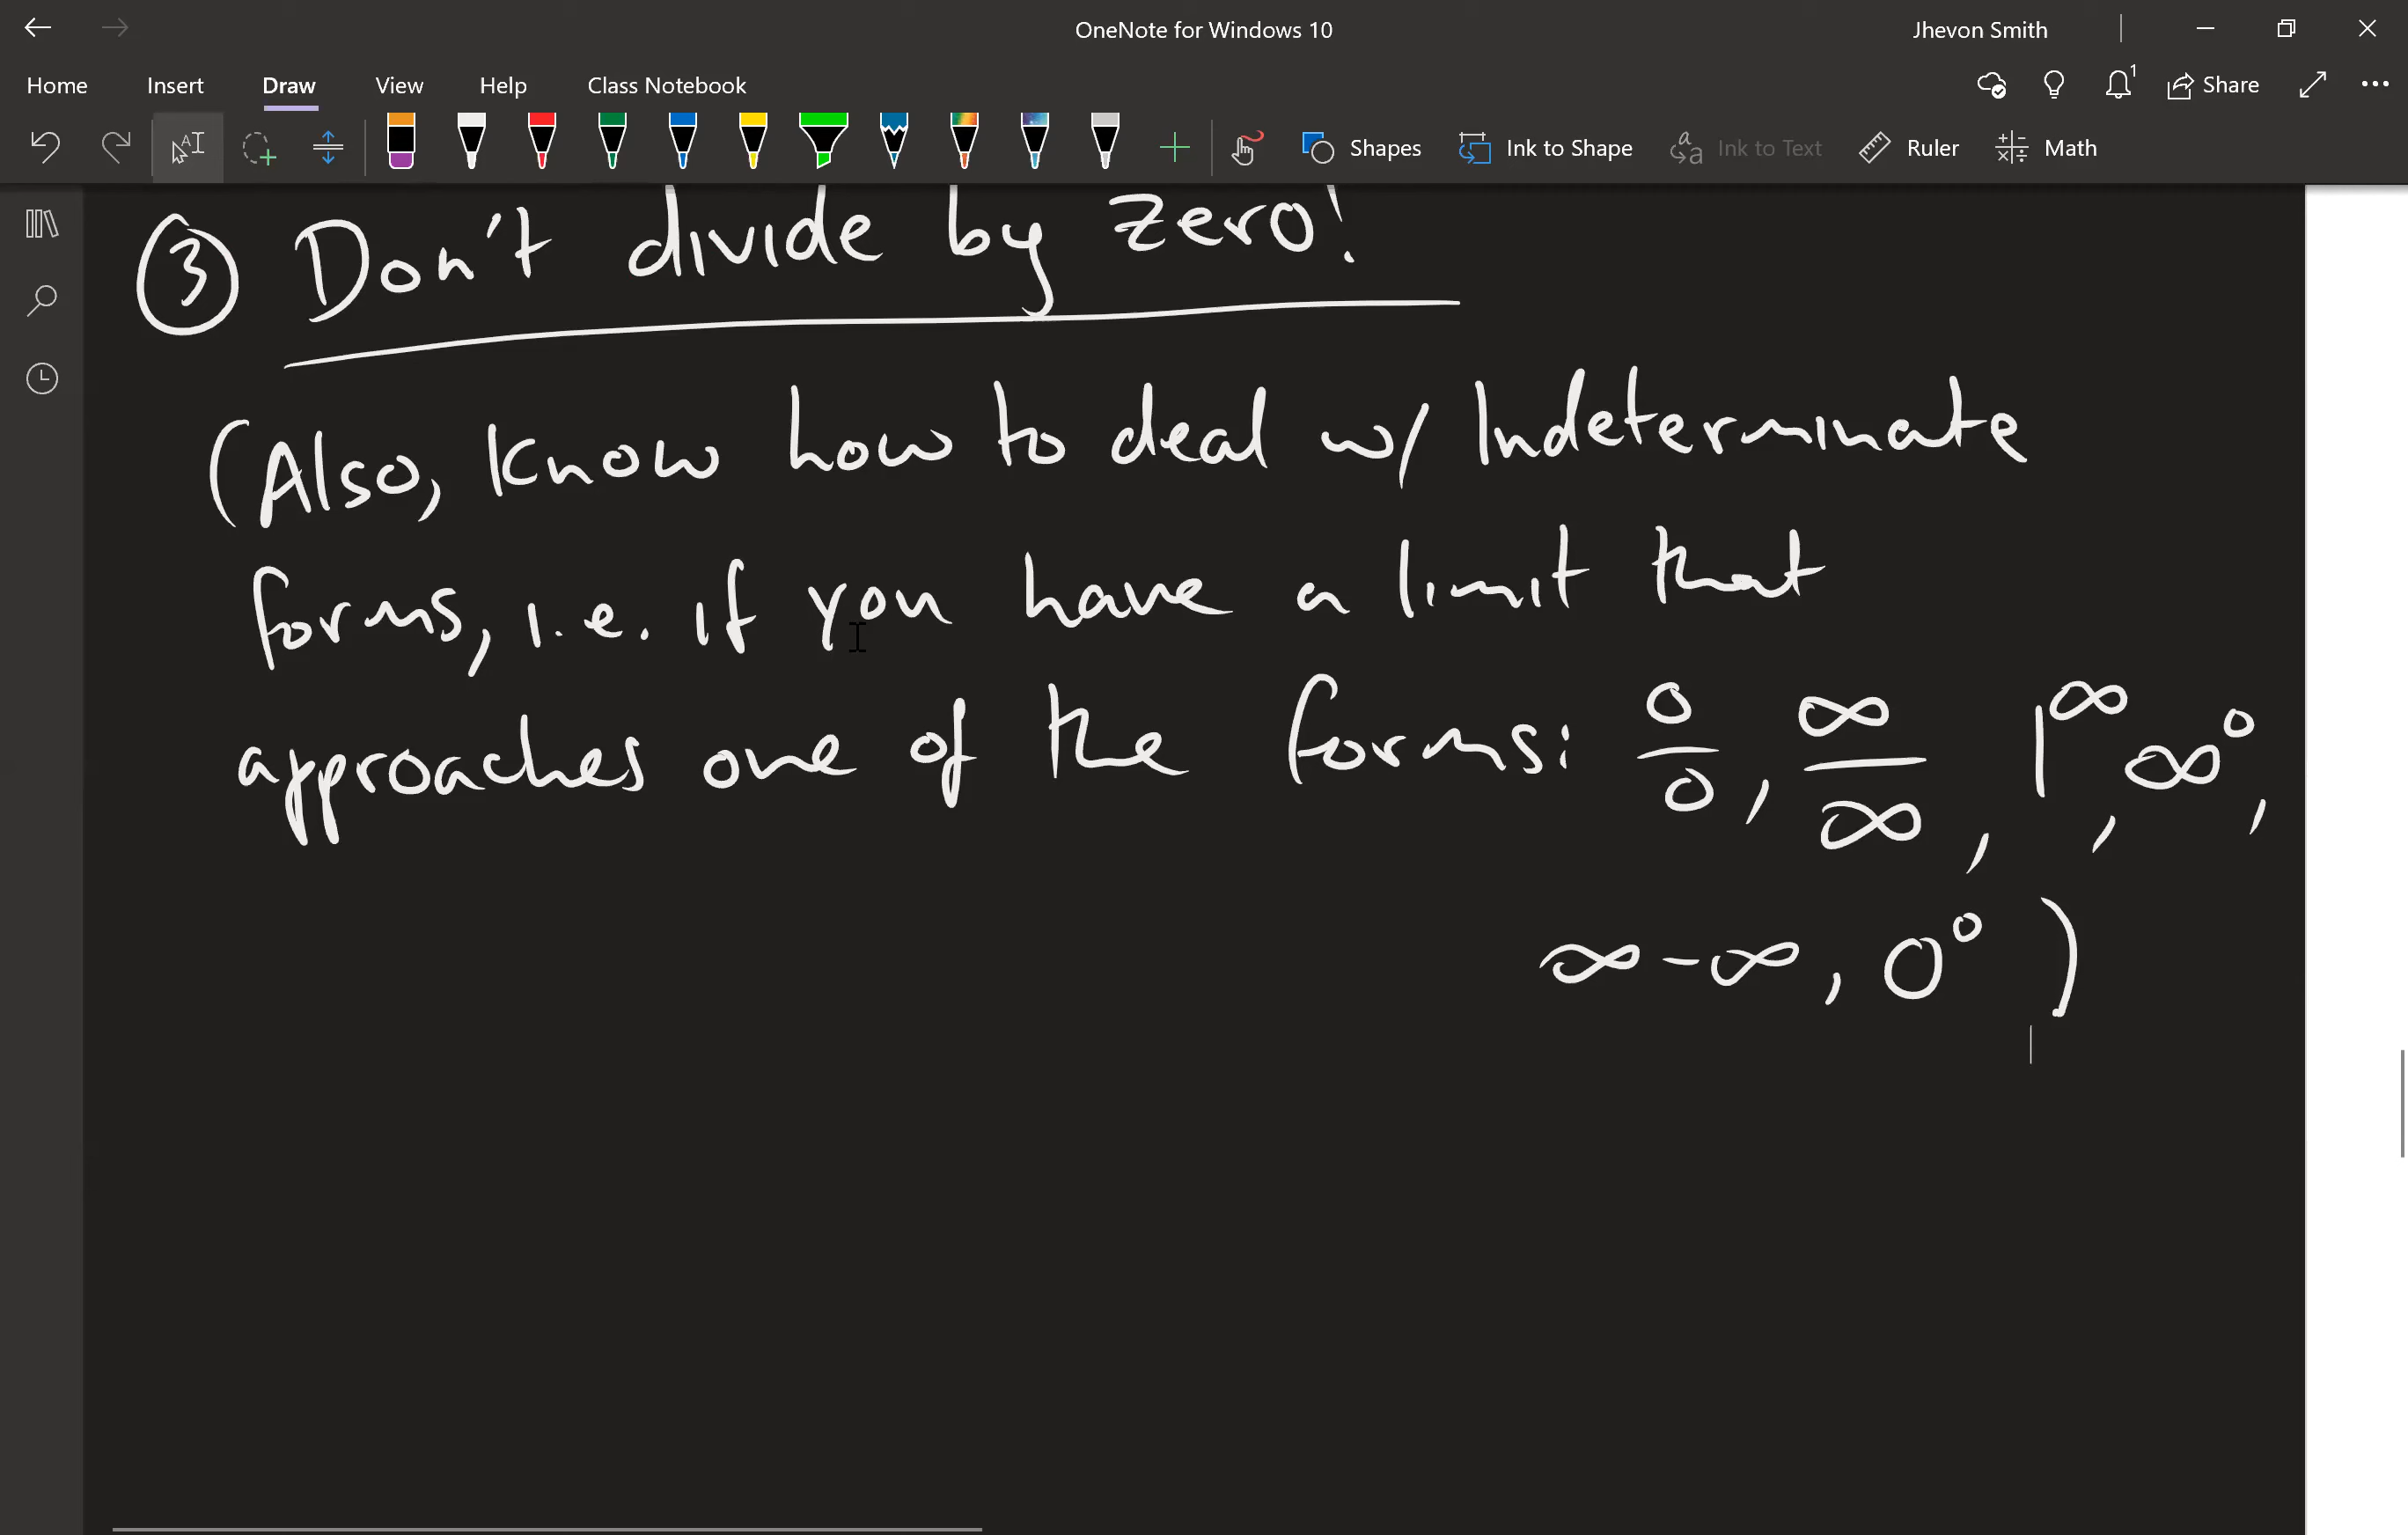 OneNote for Windows 10
Jhevon Smith
Home Insert Draw View Help Class Notebook
1 Share
Shapes Ink to Shape Ink to Text Ruler Math
③ Don't divide by zero!
(Also, know how to deal w/ Indeterminate
forms, i.e. if you have a limit that
approaches one of the forms: 0/0, ∞/∞, 1^∞, ∞^0,
∞-∞, 0^0 )